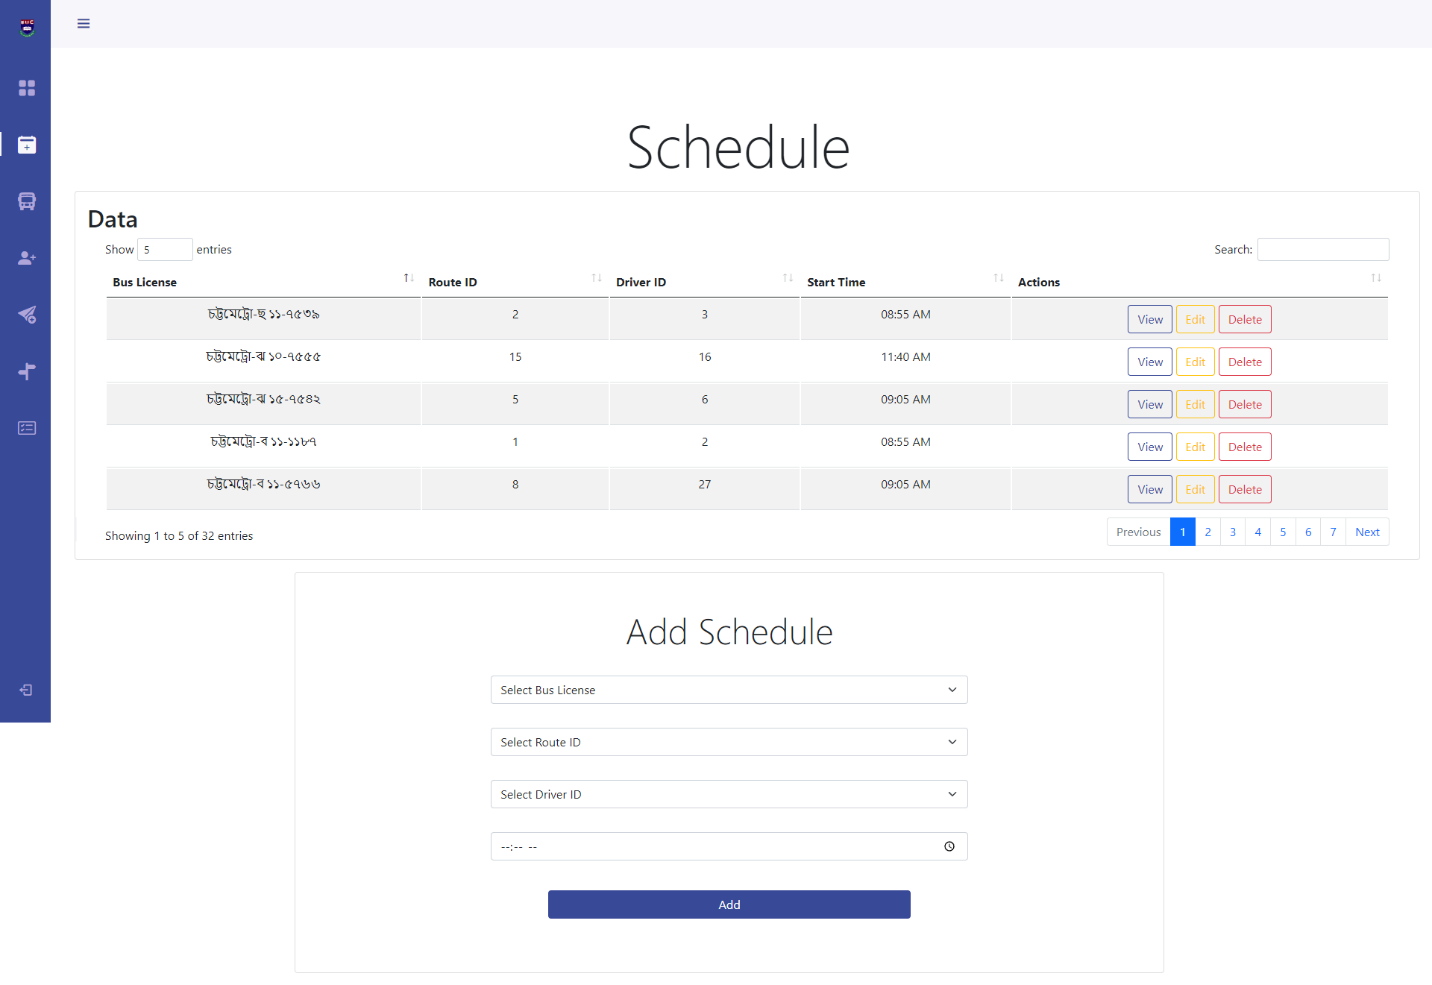 Schedule
Data
Show 5 entries Search:
Bus License Route ID Driver ID Start Time Actions
চট্টমেট্রো-ছ ১১-৭৫৩৯ 2 3 08:55 AM View Edit Delete
চট্টমেট্রো-ঝ ১০-৭৫৫৫ 15 16 11:40 AM View Edit Delete
চট্টমেট্রো-ঝ ১৫-৭৫৪২ 5 6 09:05 AM View Edit Delete
চট্টমেট্রো-ব ১১-১১৮৭ 1 2 08:55 AM View Edit Delete
চট্টমেট্রো-ব ১১-৫৭৬৬ 8 27 09:05 AM View Edit Delete
Showing 1 to 5 of 32 entries Previous 1 2 3 4 5 6 7 Next
Add Schedule
Select Bus License
Select Route ID
Select Driver ID
--:-- --
Add